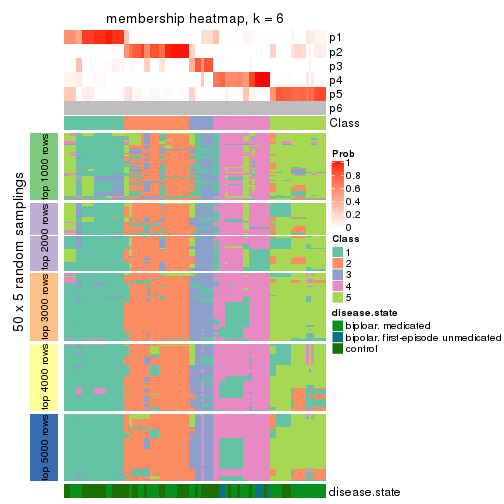 membership heatmap, k = 6
p1
p2
p3
p4
p5
p6
Class
50 x 5 random samplings
top 1000 rows
top 2000 rows
top 3000 rows
top 4000 rows
top 5000 rows
Prob
1
0.8
0.6
0.4
0.2
0
Class
1
2
3
4
5
disease.state
biploar, medicated
bipolar, first-episode unmedicated
control
disease.state